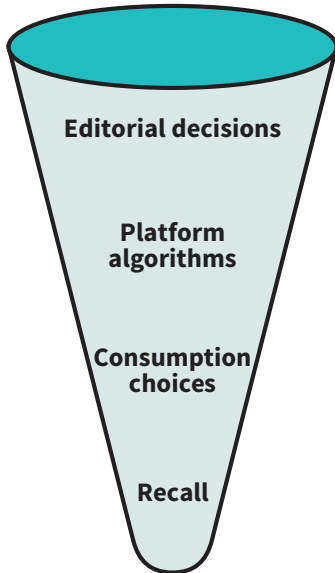 Editorial decisions
Platform
algorithms
Consumption
choices
Recall